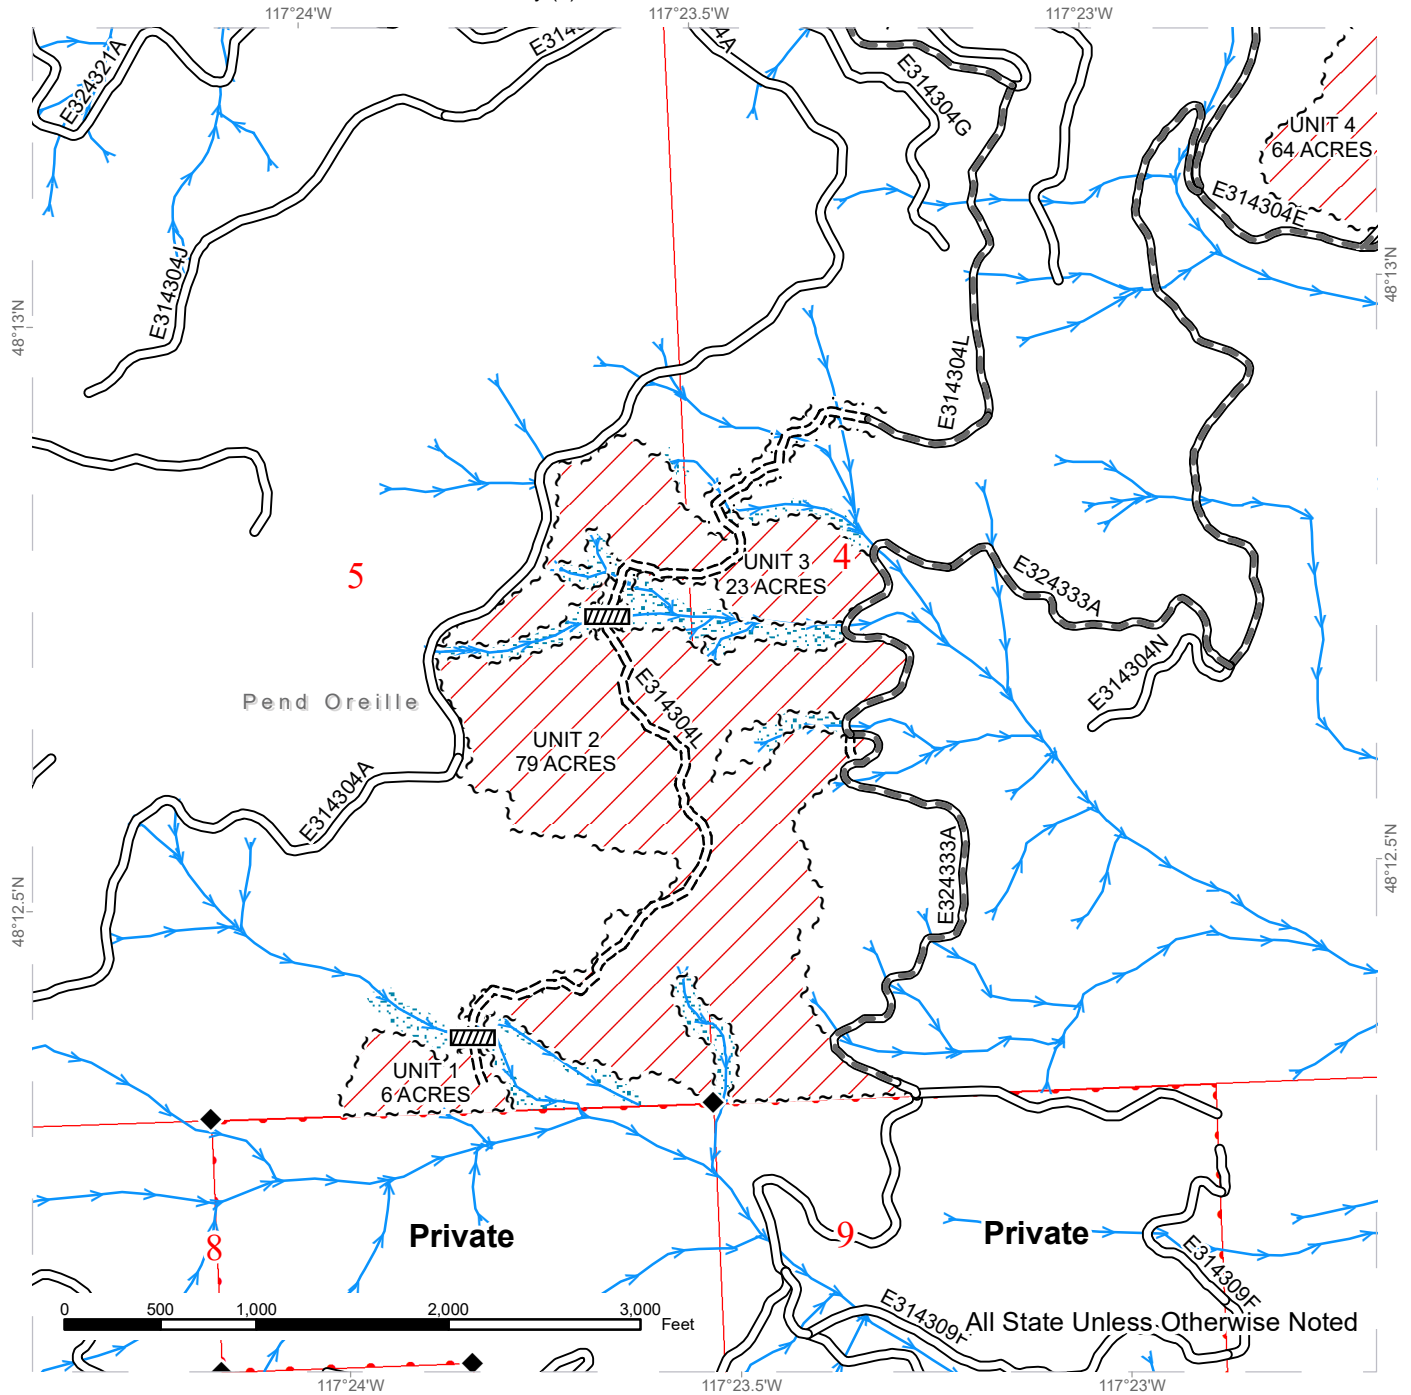 117°24'W
117°23.5'W
117°23'W
E324321A
E314304G
UNIT 4
64 ACRES
E314304E
E314304J
48°13'N
48°13'N
E314304L
UNIT 3
23 ACRES
4
5
E324333A
E314304N
Pend Oreille
E314304L
UNIT 2
79 ACRES
E314304A
E324333A
48°12.5'N
48°12.5'N
UNIT 1
6 ACRES
Private
Private
8
9
E314309F
E314309F
0 500 1,000 2,000 3,000
Feet
All State Unless Otherwise Noted
117°24'W
117°23.5'W
117°23'W